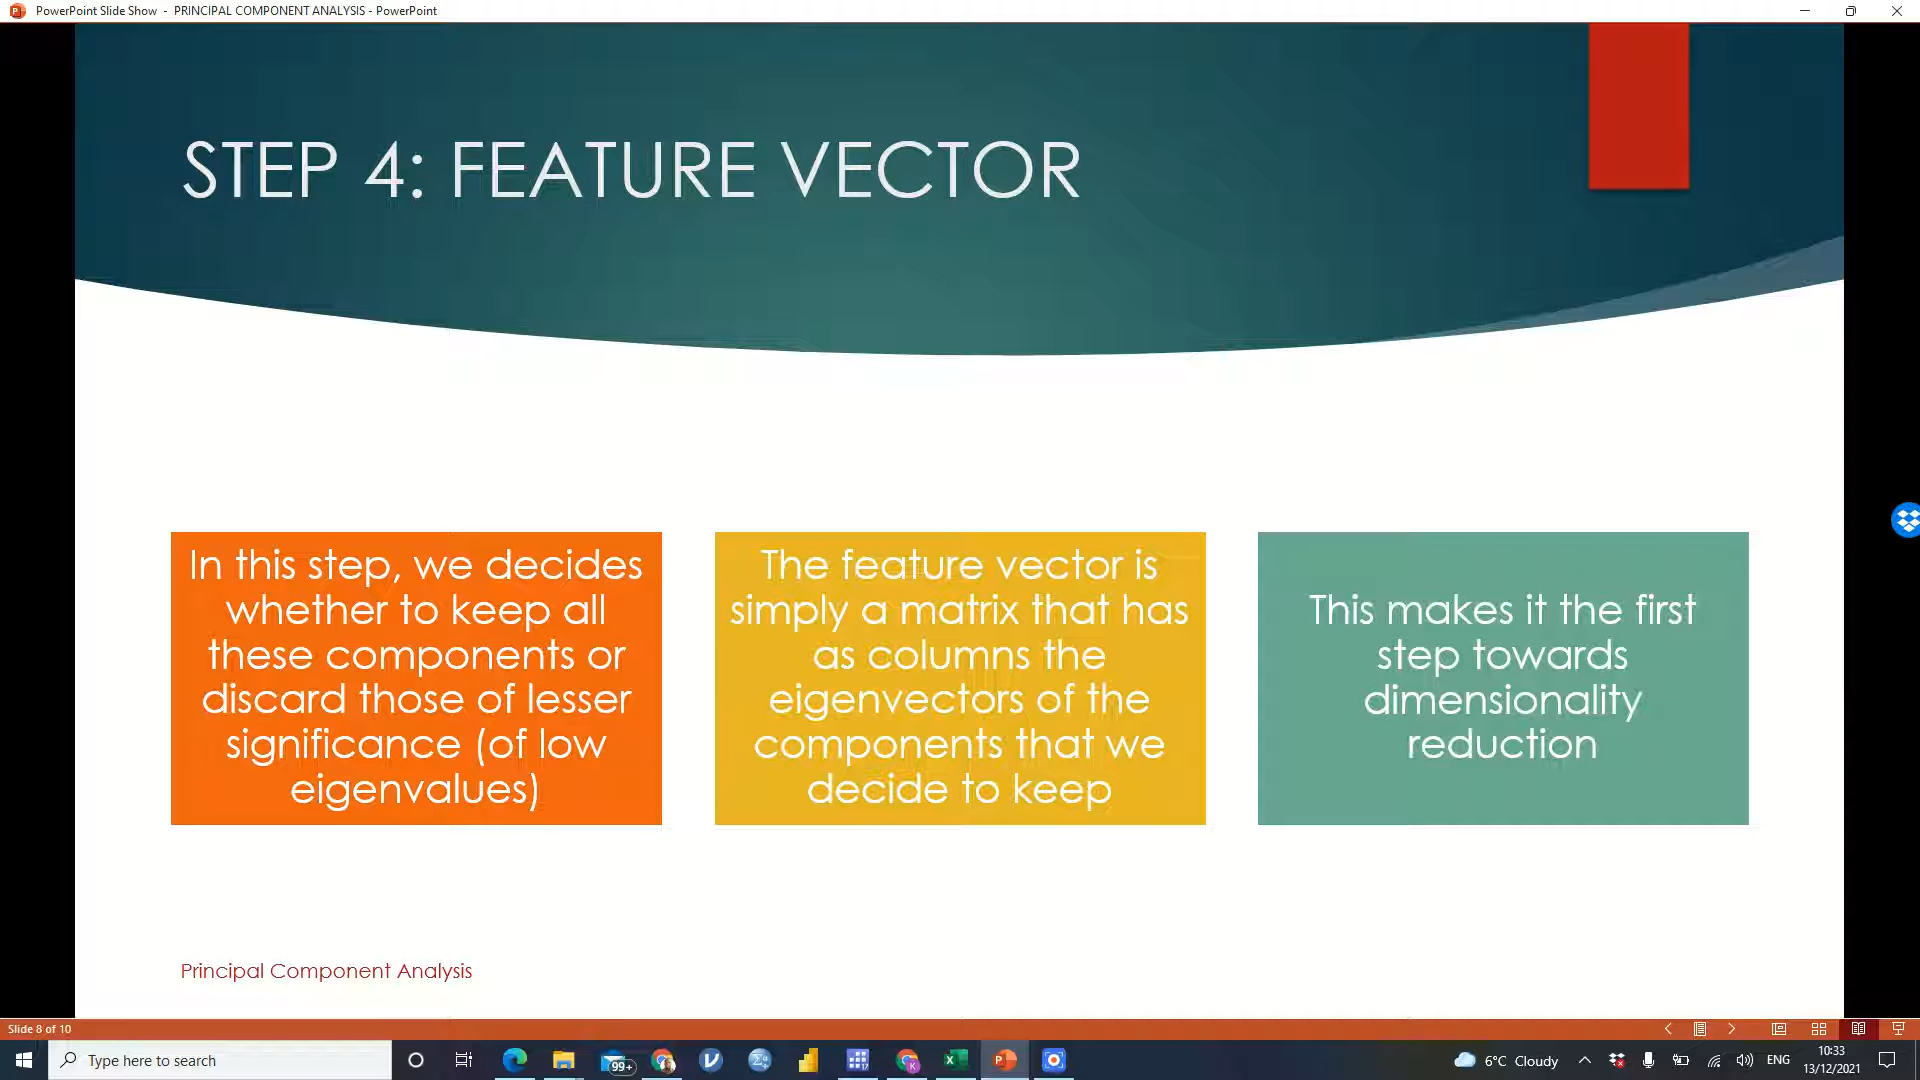 PowerPoint Slide Show - PRINCIPAL COMPONENT ANALYSIS - PowerPoint
STEP 4: FEATURE VECTOR
In this step, we decides
whether to keep all
these components or
discard those of lesser
significance (of low
eigenvalues)
The feature vector is
simply a matrix that has
as columns the
eigenvectors of the
components that we
decide to keep
This makes it the first
step towards
dimensionality
reduction
Principal Component Analysis
Slide 8 of 10
Type here to search
99+
6°C Cloudy
ENG
10:33
13/12/2021